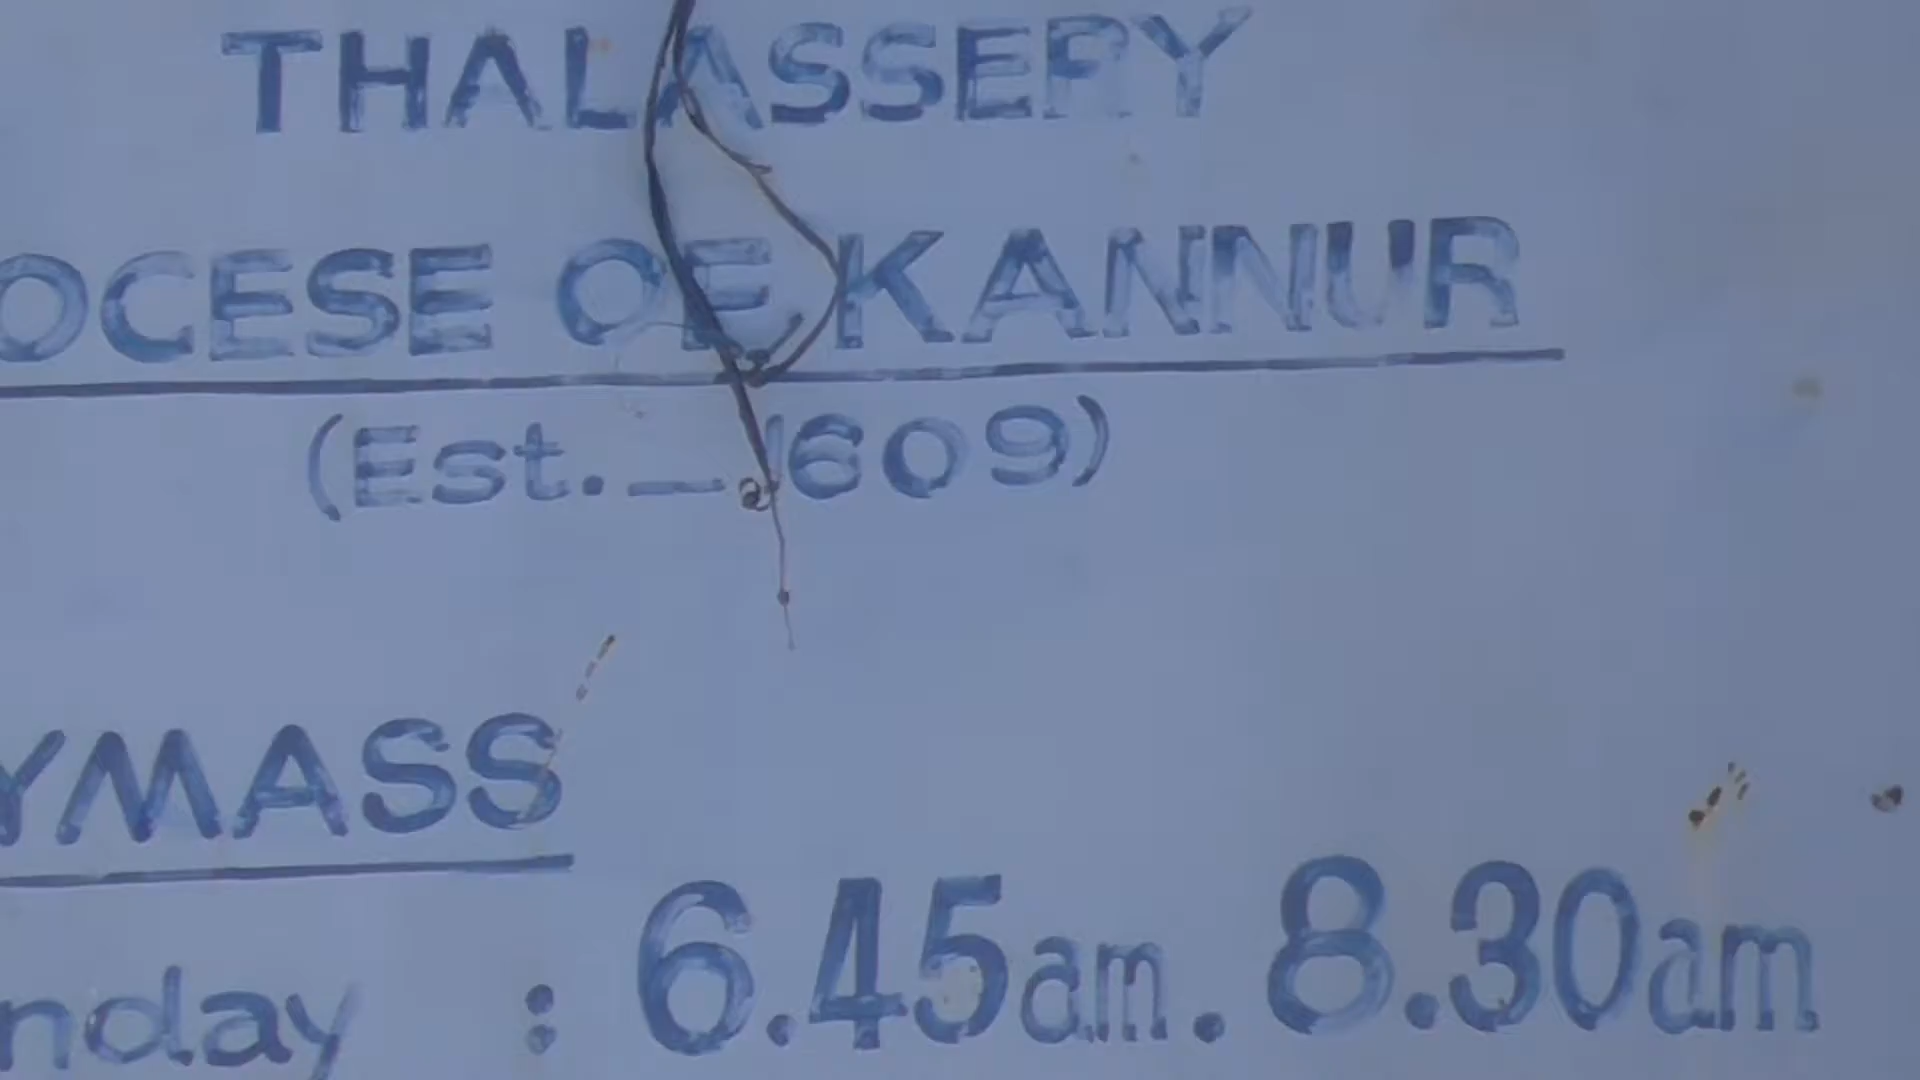 THALASSERY
OCESE OF KANNUR
(Est. _ 1609)
YMASS
nday : 6.45am. 8.30am